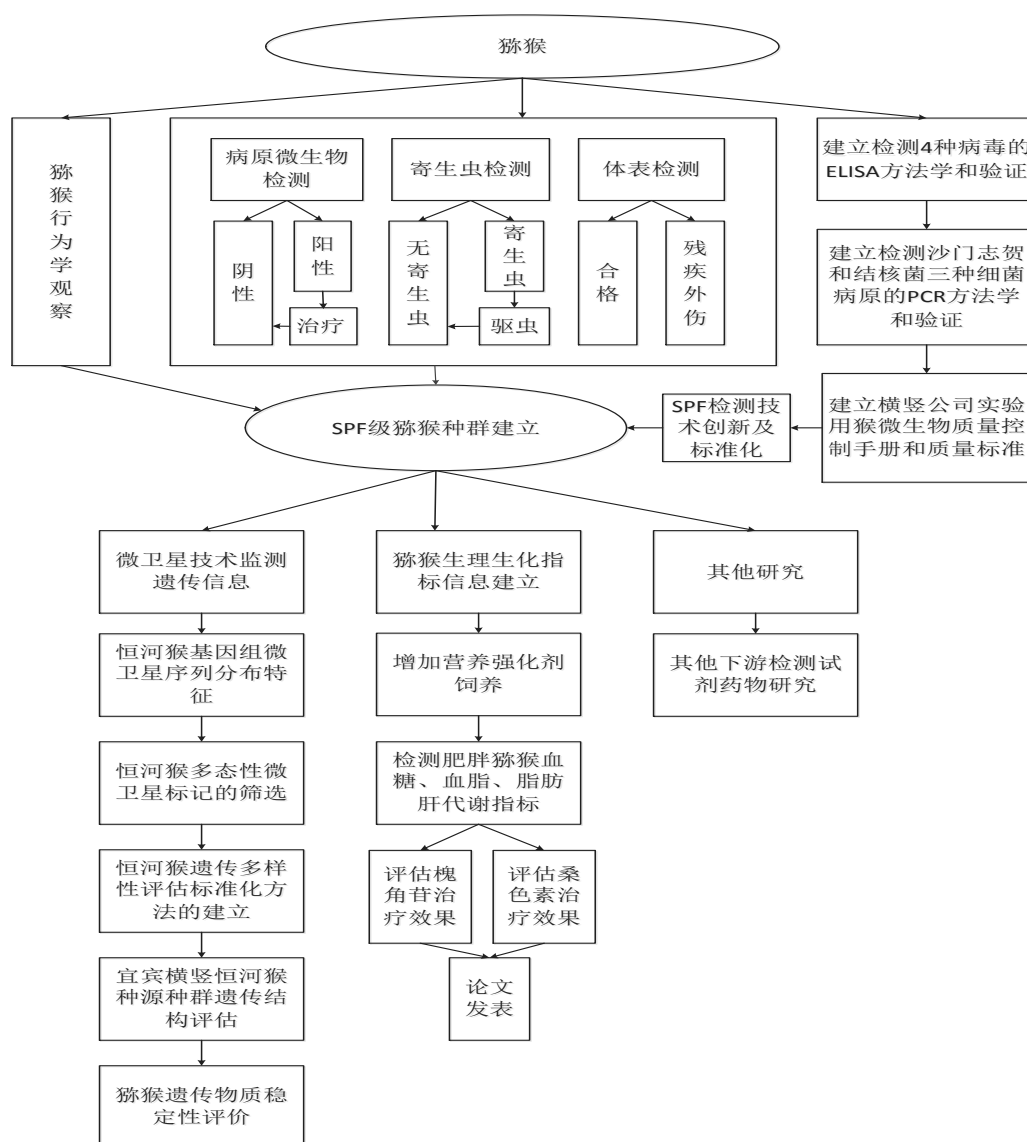 猕猴
猕
猴
行
为
学
观
察
病原微生物
检测
阴
性
阳
性
治疗
寄生虫检测
无
寄
生
虫
寄
生
虫
驱虫
体表检测
合
格
残
疾
外
伤
建立检测4种病毒的
ELISA方法学和验证
建立检测沙门志贺
和结核菌三种细菌
病原的PCR方法学
和验证
建立横竖公司实验
用猴微生物质量控
制手册和质量标准
SPF检测技
术创新及
标准化
SPF级猕猴种群建立
微卫星技术监测
遗传信息
恒河猴基因组微
卫星序列分布特
征
恒河猴多态性微
卫星标记的筛选
恒河猴遗传多样
性评估标准化方
法的建立
宜宾横竖恒河猴
种源种群遗传结
构评估
猕猴遗传物质稳
定性评价
猕猴生理生化指
标信息建立
增加营养强化剂
饲养
检测肥胖猕猴血
糖、血脂、脂肪
肝代谢指标
评估槐
角苷治
疗效果
评估桑
色素治
疗效果
论文
发表
其他研究
其他下游检测试
剂药物研究